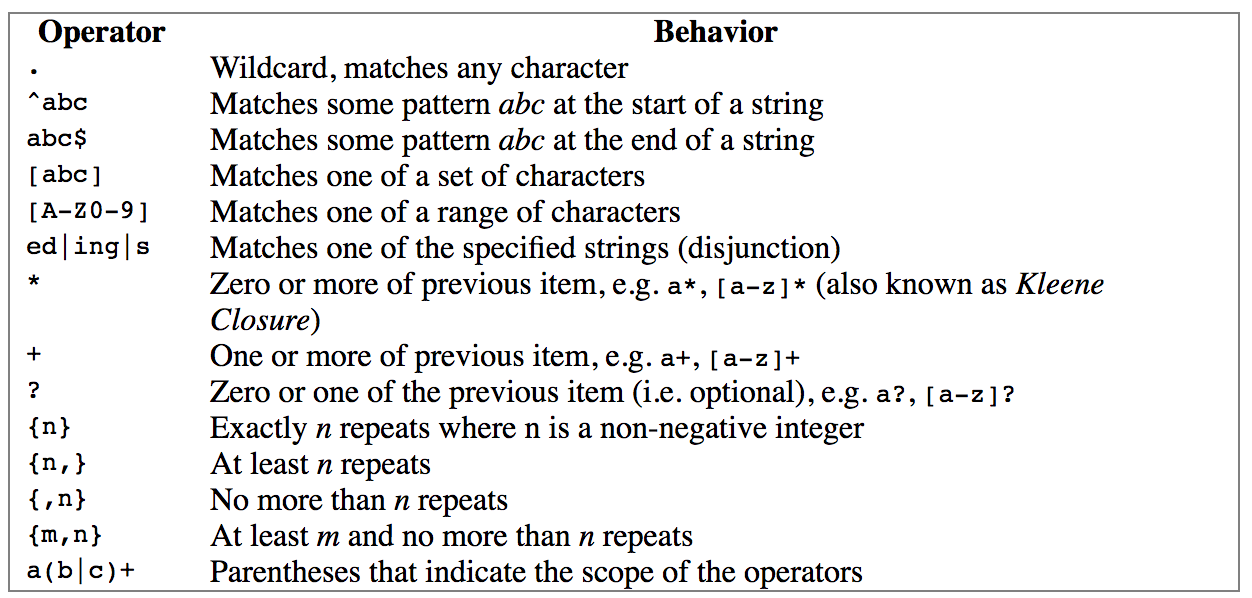 Operator Behavior
. Wildcard, matches any character
^abc Matches some pattern abc at the start of a string
abc$ Matches some pattern abc at the end of a string
[abc] Matches one of a set of characters
[A-Z0-9] Matches one of a range of characters
ed|ing|s Matches one of the specified strings (disjunction)
* Zero or more of previous item, e.g. a*, [a-z]* (also known as Kleene
Closure)
+ One or more of previous item, e.g. a+, [a-z]+
? Zero or one of the previous item (i.e. optional), e.g. a?, [a-z]?
{n} Exactly n repeats where n is a non-negative integer
{n,} At least n repeats
{,n} No more than n repeats
{m,n} At least m and no more than n repeats
a(b|c)+ Parentheses that indicate the scope of the operators